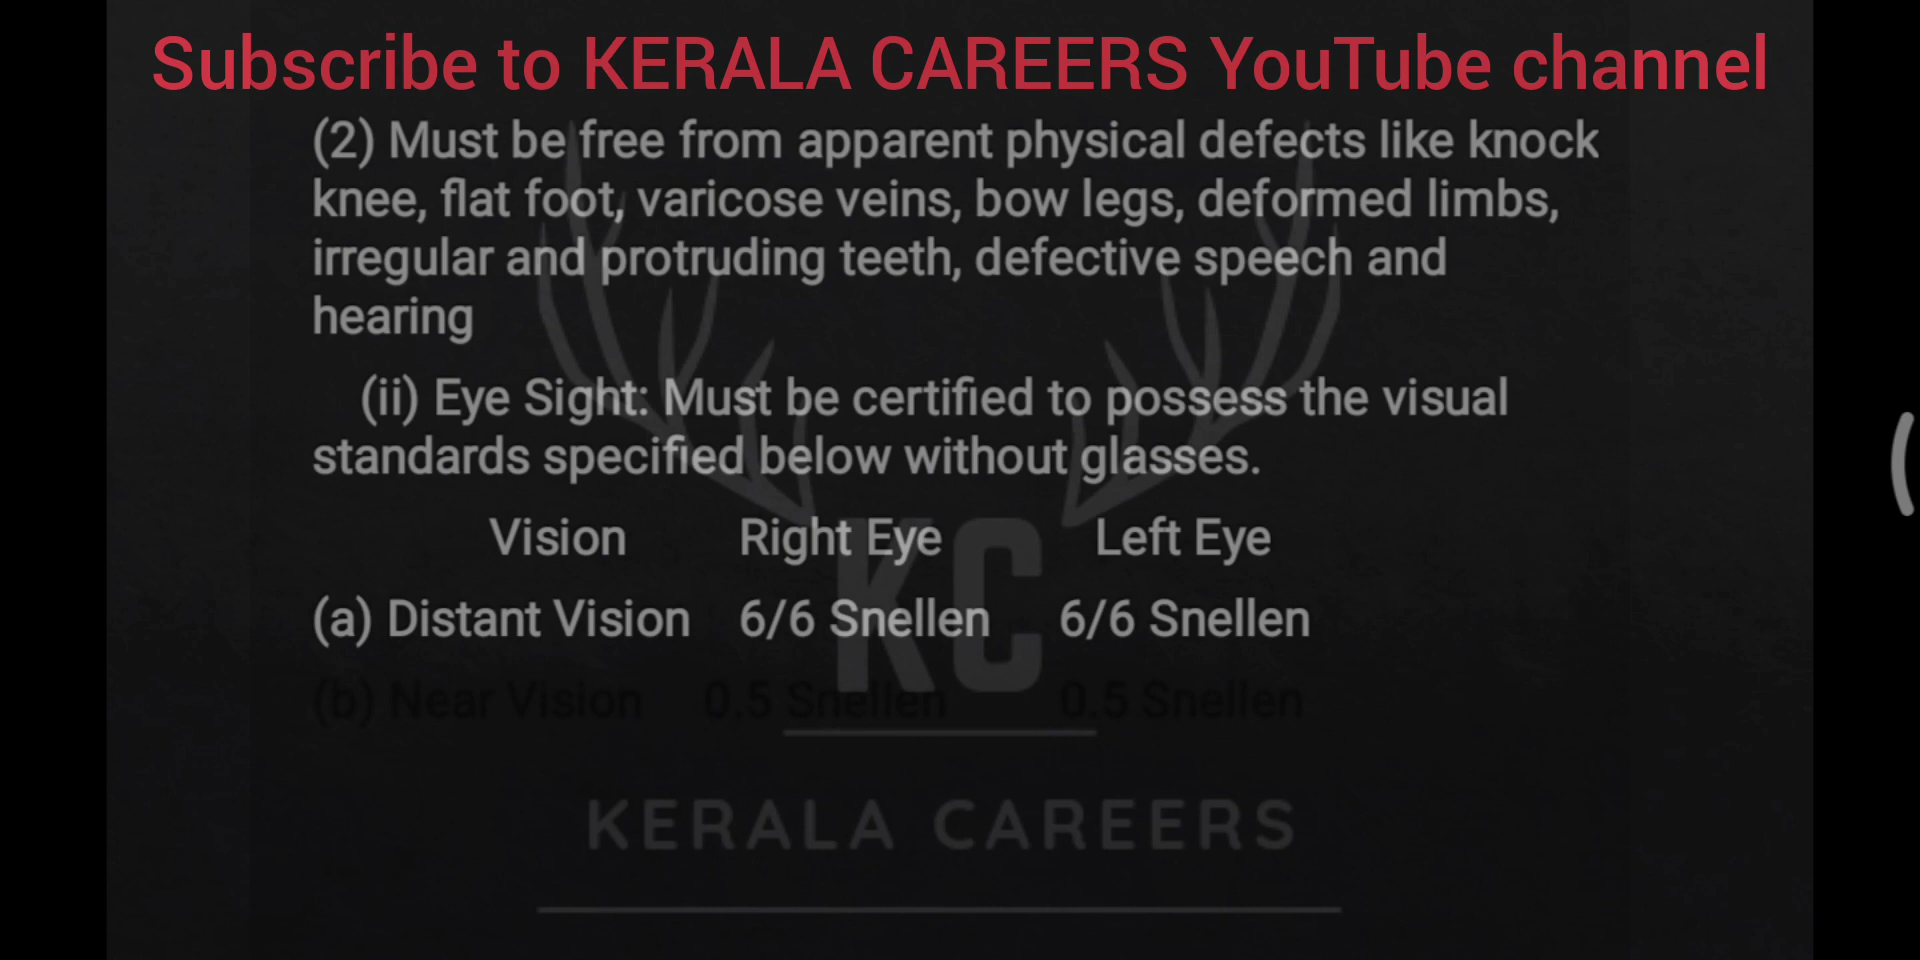 Subscribe to KERALA CAREERS YouTube channel
(2) Must be free from apparent physical defects like knock
knee, flat foot, varicose veins, bow legs, deformed limbs,
irregular and protruding teeth, defective speech and
hearing
(ii) Eye Sight: Must be certified to possess the visual
standards specified below without glasses.
Vision Right Eye Left Eye
(a) Distant Vision 6/6 Snellen 6/6 Snellen
(b) Near Vision 0.5 Snellen 0.5 Snellen
KC
KERALA CAREERS